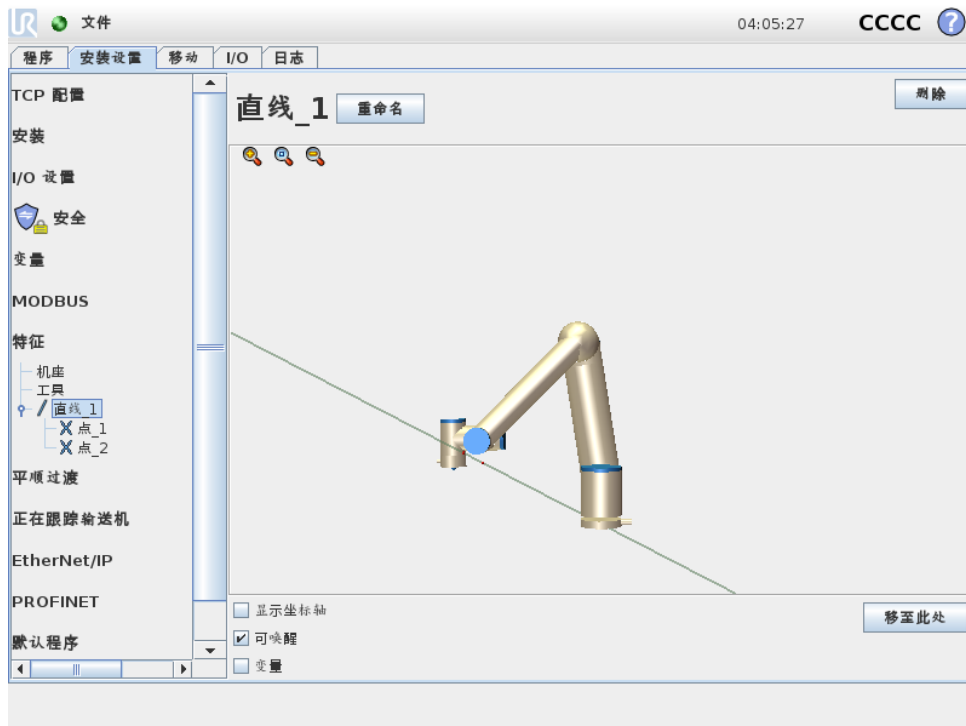 UR 文件 04:05:27 CCCC ?
程序 安装设置 移动 I/O 日志
TCP 配置
安装
I/O 设置
安全
变量
MODBUS
特征
机座
工具
直线_1
点_1
点_2
平顺过渡
正在跟踪输送机
EtherNet/IP
PROFINET
默认程序
直线_1 重命名 删除
显示坐标轴
可唤醒
变量
移至此处